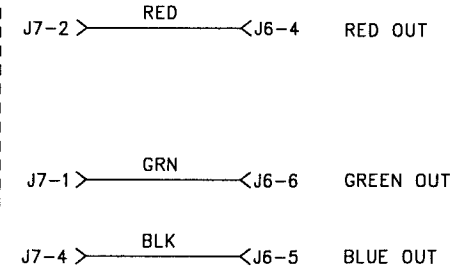 RED
J7-2 J6-4 RED OUT
GRN
J7-1 J6-6 GREEN OUT
BLK
J7-4 J6-5 BLUE OUT